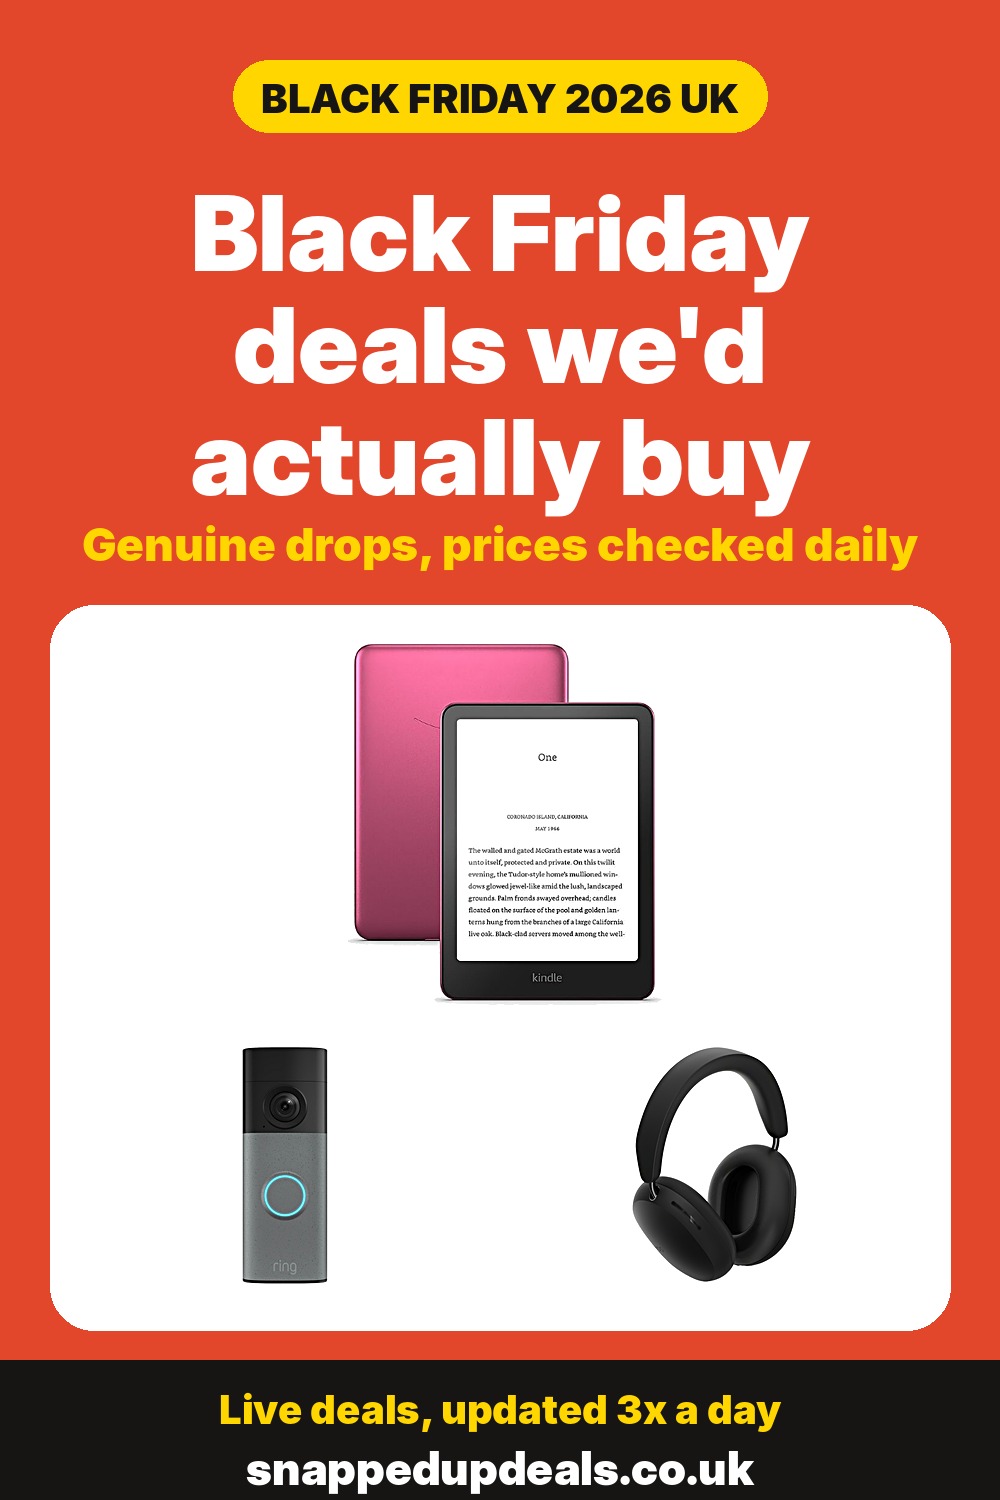 BLACK FRIDAY 2026 UK
Black Friday
deals we'd
actually buy
Genuine drops, prices checked daily
One
CORONADO ISLAND, CALIFORNIA
MAY 1966
The walled and gated McGrath estate was a world
unto itself, protected and private. On this twilit
evening, the Tudor-style home's mullioned win-
dows glowed jewel-like amid the lush, landscaped
grounds. Palm fronds swayed overhead; candles
floated on the surface of the pool and golden lan-
terns hung from the branches of a large California
live oak. Black-clad servers moved among the well-
kindle
ring
Live deals, updated 3x a day
snappedupdeals.co.uk